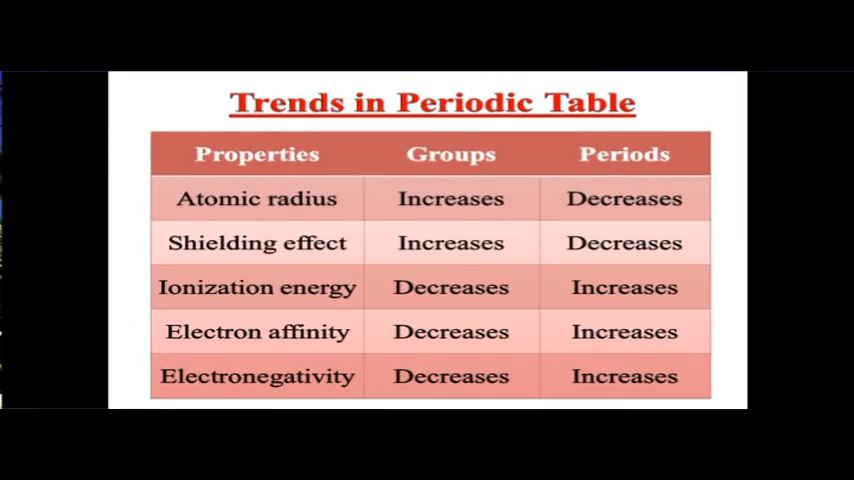 Trends in Periodic Table
Properties Groups Periods
Atomic radius Increases Decreases
Shielding effect Increases Decreases
Ionization energy Decreases Increases
Electron affinity Decreases Increases
Electronegativity Decreases Increases